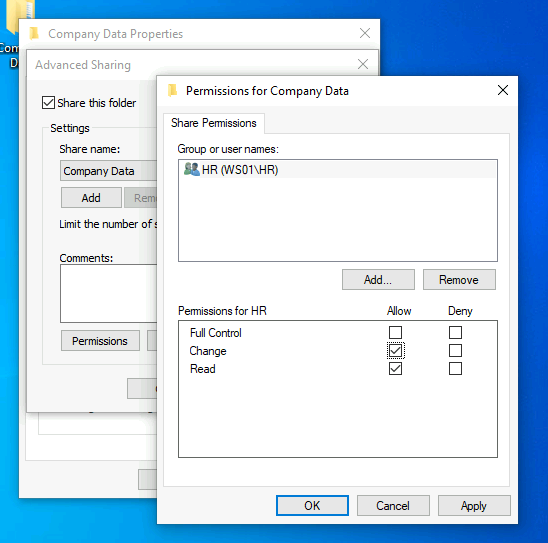 Company Data Properties
Advanced Sharing
Share this folder
Settings
Share name:
Company Data
Add
Limit the number of
Comments:
Permissions
Permissions for Company Data
Share Permissions
Group or user names:
HR (WS01\HR)
Add... Remove
Permissions for HR Allow Deny
Full Control
Change
Read
OK Cancel Apply